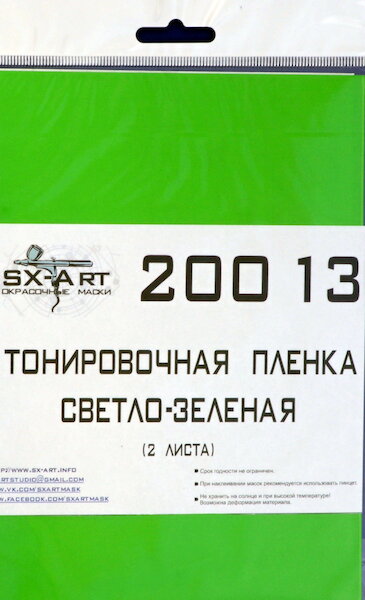 SX-ART
ОКРАСОЧНЫЕ МАСКИ
20013
ТОНИРОВОЧНАЯ ПЛЕНКА
СВЕТЛО-ЗЕЛЕНАЯ
(2 ЛИСТА)
P://WWW.SX-ART.INFO
ARTSTUDIO@GMAIL.COM
W.VK.COM/SXARTMASK
W.FACEBOOK.COM/SXARTMASK
Срок годности не ограничен.
При наклеивании масок рекомендуется использовать пинцет.
Не хранить на солнце и при высокой температуре!
Возможна деформация материала.